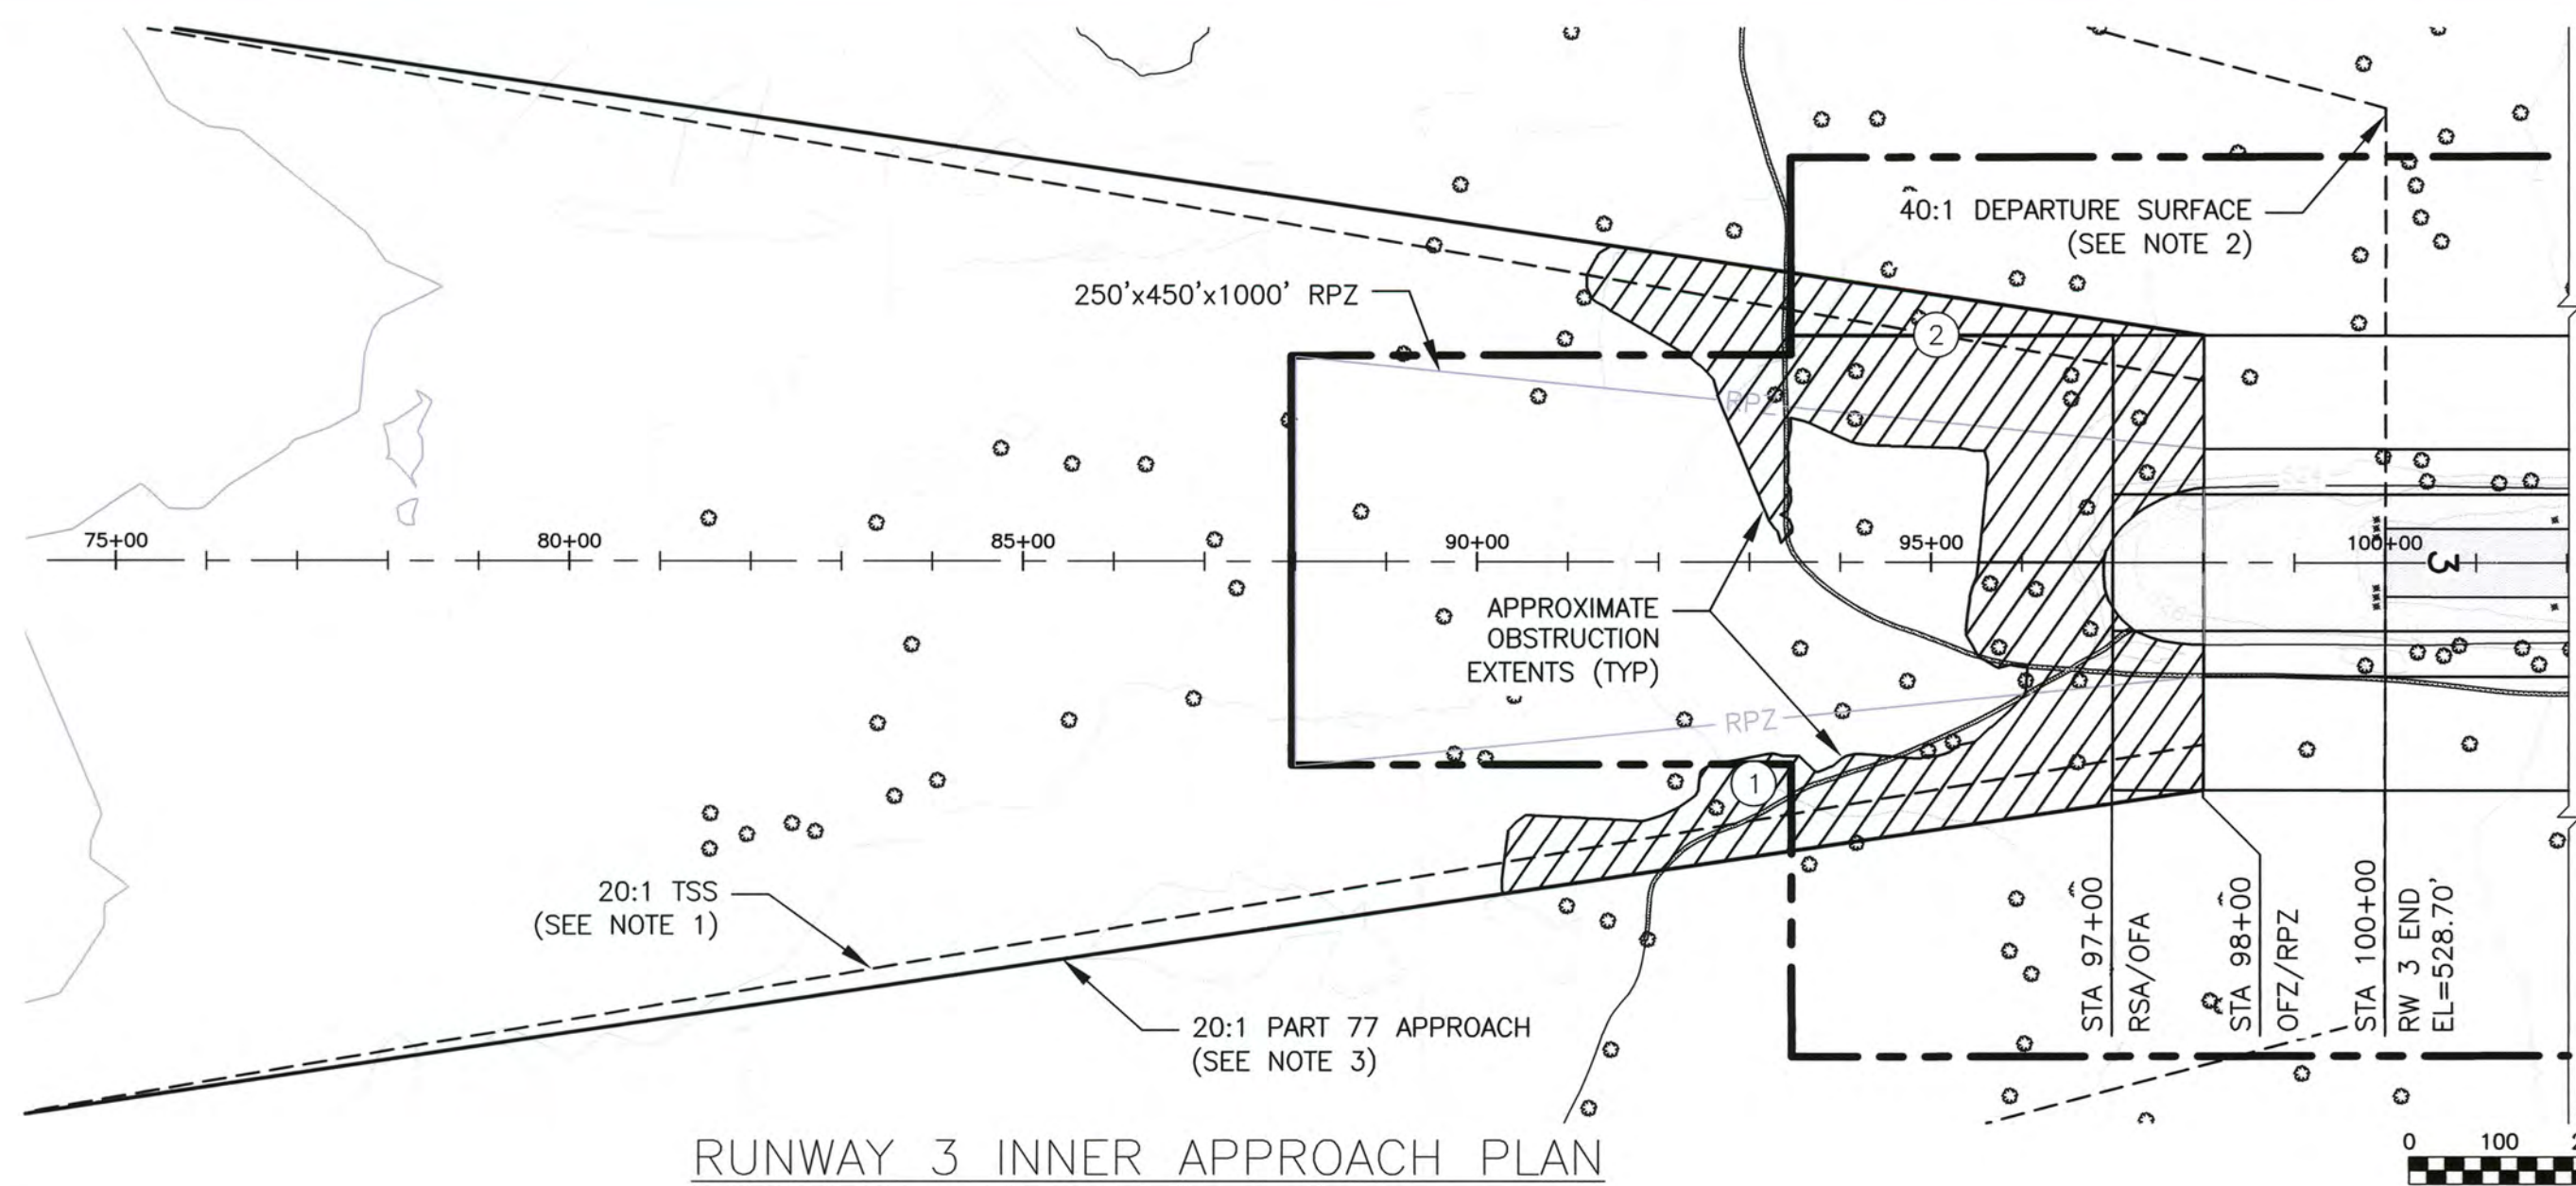 40:1 DEPARTURE SURFACE
(SEE NOTE 2)
250'x450'x1000' RPZ
2
RPZ
524
75+00
80+00
85+00
90+00
95+00
100+00
3
APPROXIMATE
OBSTRUCTION
EXTENTS (TYP)
RPZ
1
20:1 TSS
(SEE NOTE 1)
20:1 PART 77 APPROACH
(SEE NOTE 3)
STA 97+00
RSA/OFA
STA 98+00
OFZ/RPZ
STA 100+00
RW 3 END
EL=528.70'
RUNWAY 3 INNER APPROACH PLAN
0 100